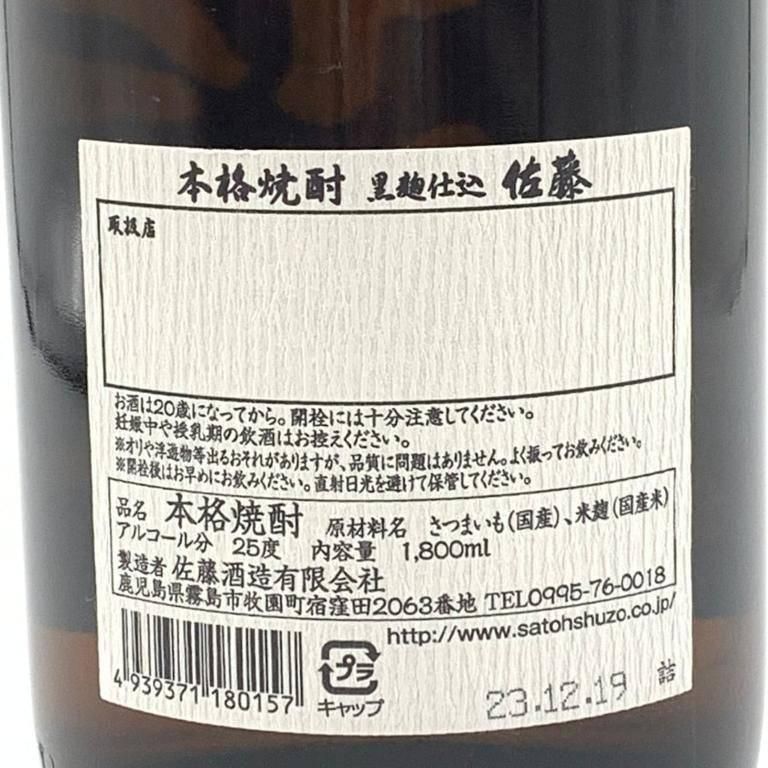 本格焼酎 黒麹仕込 佐藤
取扱店
お酒は20歳になってから。開栓には十分注意してください。
妊娠中や授乳期の飲酒はお控えください。
※オリや浮遊物等出るおそれがありますが、品質に問題はありません。よく振ってお飲みください。
※開栓後はお早めにお飲みください。直射日光を避けて保管してください。
品名 本格焼酎 原材料名 さつまいも(国産)、米麹(国産米)
アルコール分 25度 内容量 1,800ml
製造者 佐藤酒造有限会社
鹿児島県霧島市牧園町宿窪田2063番地 TEL0995-76-0018
http://www.satohshuzo.co.jp/
4 939371 180157
プラ
キャップ
23.12.19 詰